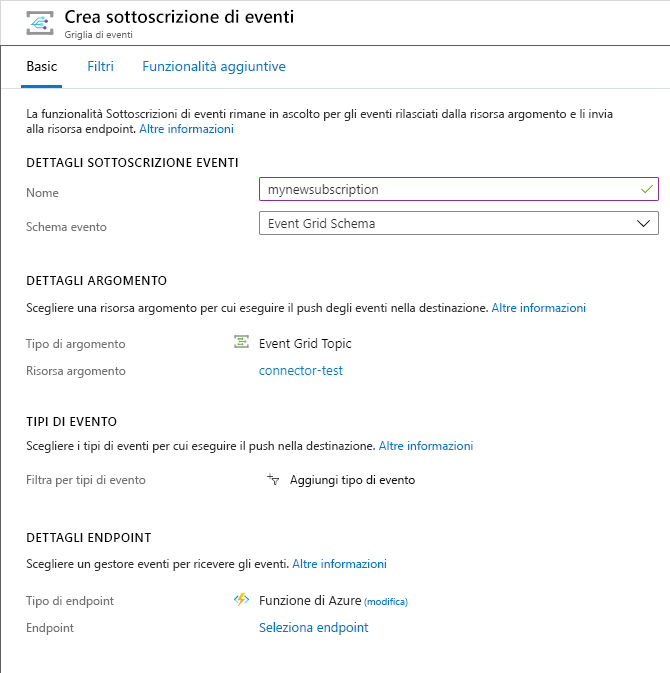 Crea sottoscrizione di eventi
Griglia di eventi
Basic Filtri Funzionalità aggiuntive
La funzionalità Sottoscrizioni di eventi rimane in ascolto per gli eventi rilasciati dalla risorsa argomento e li invia
alla risorsa endpoint. Altre informazioni
DETTAGLI SOTTOSCRIZIONE EVENTI
Nome mynewsubscription
Schema evento Event Grid Schema
DETTAGLI ARGOMENTO
Scegliere una risorsa argomento per cui eseguire il push degli eventi nella destinazione. Altre informazioni
Tipo di argomento Event Grid Topic
Risorsa argomento connector-test
TIPI DI EVENTO
Scegliere i tipi di eventi per cui eseguire il push nella destinazione. Altre informazioni
Filtra per tipi di evento Aggiungi tipo di evento
DETTAGLI ENDPOINT
Scegliere un gestore eventi per ricevere gli eventi. Altre informazioni
Tipo di endpoint Funzione di Azure (modifica)
Endpoint Seleziona endpoint